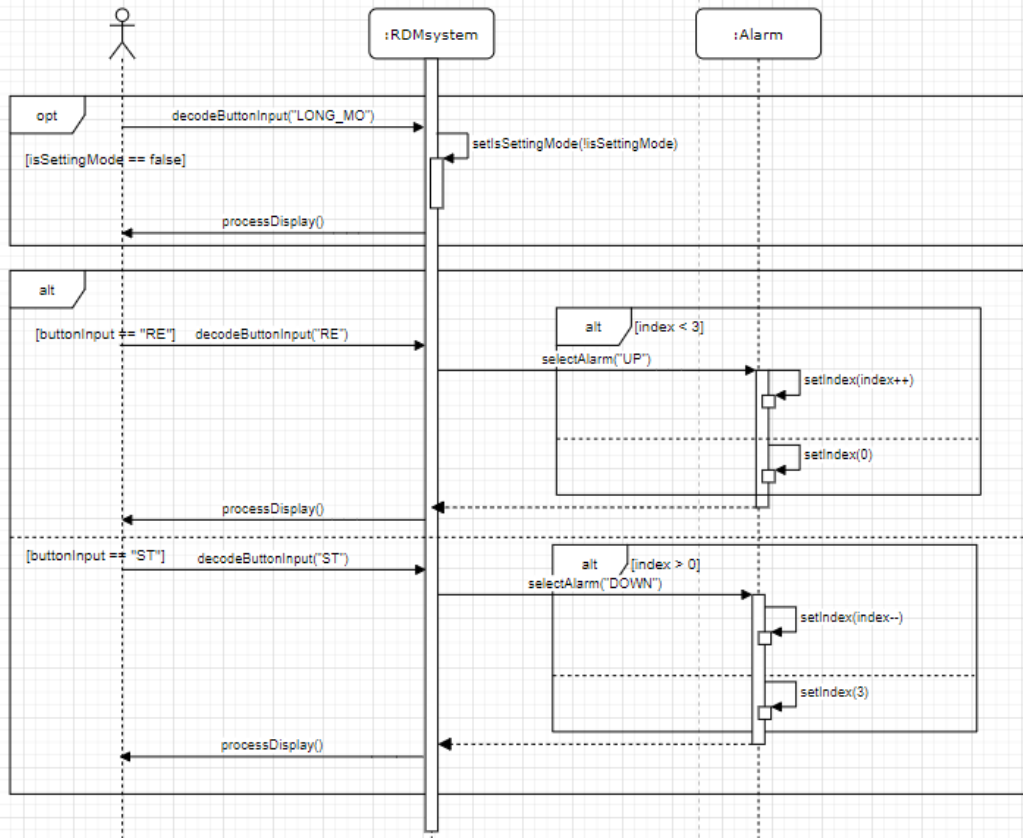 :RDMsystem
:Alarm
opt
decodeButtonInput("LONG_MO")
setIsSettingMode(!isSettingMode)
[isSettingMode == false]
processDisplay()
alt
[buttonInput == "RE"]
decodeButtonInput("RE")
alt
[index < 3]
selectAlarm("UP")
setIndex(index++)
setIndex(0)
processDisplay()
[buttonInput == "ST"]
decodeButtonInput("ST")
alt
[index > 0]
selectAlarm("DOWN")
setIndex(index--)
setIndex(3)
processDisplay()